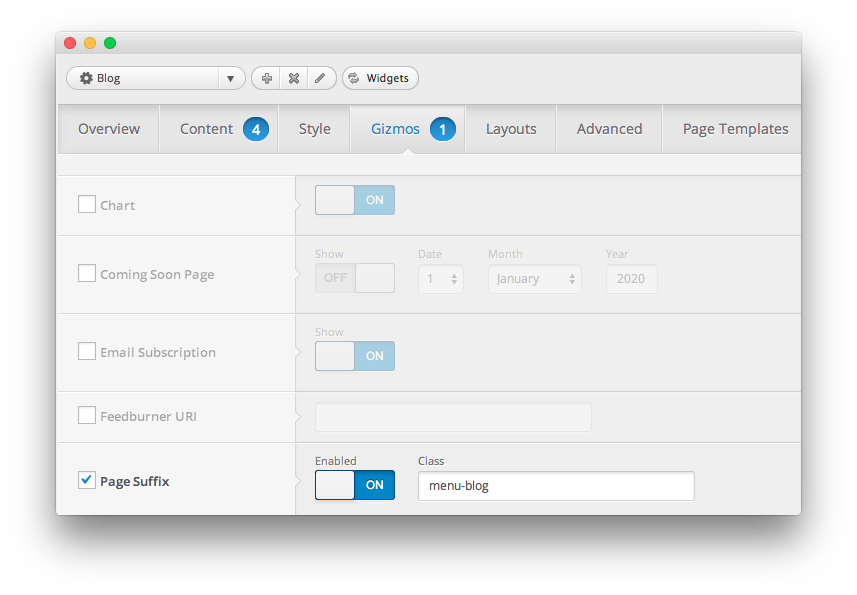 Blog
Widgets
Overview
Content 4
Style
Gizmos 1
Layouts
Advanced
Page Templates
Chart
ON
Coming Soon Page
Show
Date
Month
Year
OFF
1
January
2020
Email Subscription
Show
ON
Feedburner URI
Page Suffix
Enabled
Class
ON
menu-blog